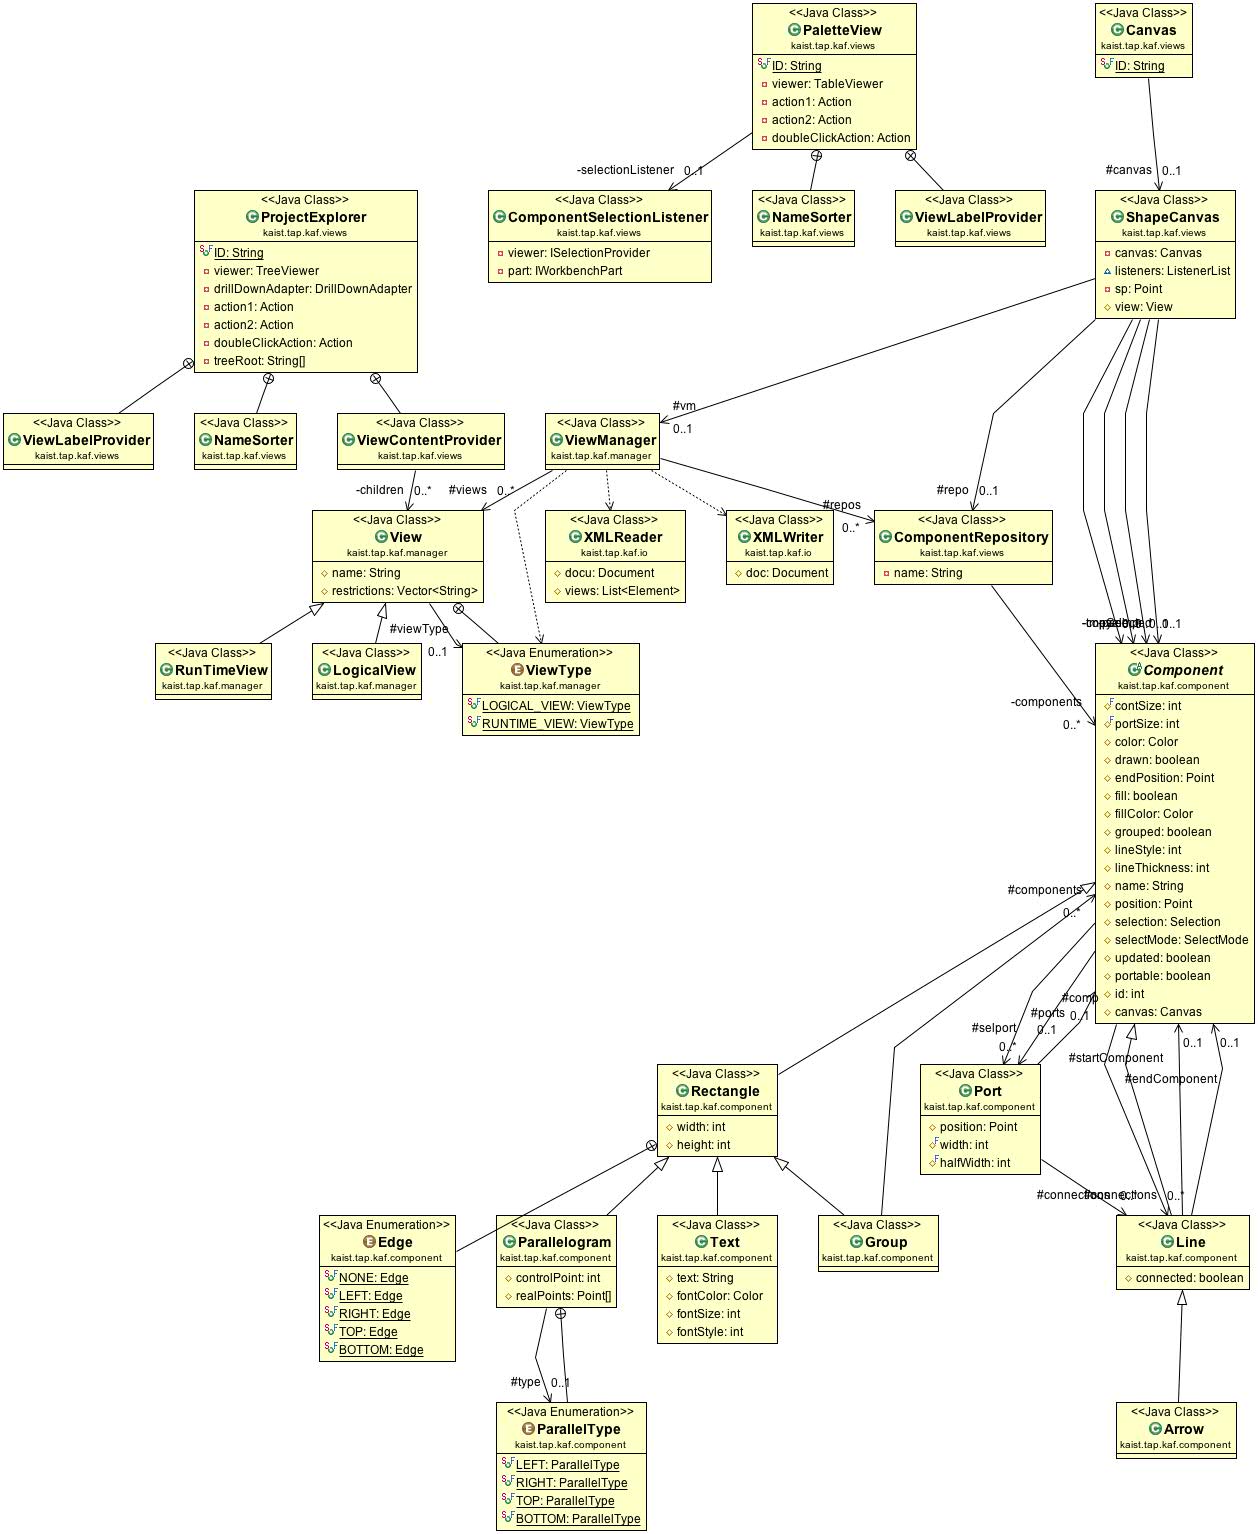 <<Java Class>>
PaletteView
kaist.tap.kaf.views
ID: String
viewer: TableViewer
action1: Action
action2: Action
doubleClickAction: Action
<<Java Class>>
Canvas
kaist.tap.kaf.views
ID: String
-selectionListener 0..1
#canvas 0..1
<<Java Class>>
ProjectExplorer
kaist.tap.kaf.views
ID: String
viewer: TreeViewer
drillDownAdapter: DrillDownAdapter
action1: Action
action2: Action
doubleClickAction: Action
treeRoot: String[]
<<Java Class>>
ComponentSelectionListener
kaist.tap.kaf.views
viewer: ISelectionProvider
part: IWorkbenchPart
<<Java Class>>
NameSorter
kaist.tap.kaf.views
<<Java Class>>
ViewLabelProvider
kaist.tap.kaf.views
<<Java Class>>
ShapeCanvas
kaist.tap.kaf.views
canvas: Canvas
listeners: ListenerList
sp: Point
view: View
#vm
0..1
<<Java Class>>
ViewLabelProvider
kaist.tap.kaf.views
<<Java Class>>
NameSorter
kaist.tap.kaf.views
<<Java Class>>
ViewContentProvider
kaist.tap.kaf.views
<<Java Class>>
ViewManager
kaist.tap.kaf.manager
-children 0..*
#views 0..*
#repos
0..*
#repo 0..1
<<Java Class>>
View
kaist.tap.kaf.manager
name: String
restrictions: Vector<String>
<<Java Class>>
XMLReader
kaist.tap.kaf.io
docu: Document
views: List<Element>
<<Java Class>>
XMLWriter
kaist.tap.kaf.io
doc: Document
<<Java Class>>
ComponentRepository
kaist.tap.kaf.views
name: String
#viewType
0..1
0..1
<<Java Class>>
RunTimeView
kaist.tap.kaf.manager
<<Java Class>>
LogicalView
kaist.tap.kaf.manager
<<Java Enumeration>>
ViewType
kaist.tap.kaf.manager
LOGICAL_VIEW: ViewType
RUNTIME_VIEW: ViewType
-components
0..*
<<Java Class>>
Component
kaist.tap.kaf.component
contSize: int
portSize: int
color: Color
drawn: boolean
endPosition: Point
fill: boolean
fillColor: Color
grouped: boolean
lineStyle: int
lineThickness: int
name: String
position: Point
selection: Selection
selectMode: SelectMode
updated: boolean
portable: boolean
id: int
canvas: Canvas
#components
0..*
#comp
0..1
#ports
0..1
#selport
0..*
#startComponent
0..1
#endComponent
0..1
<<Java Class>>
Rectangle
kaist.tap.kaf.component
width: int
height: int
<<Java Class>>
Port
kaist.tap.kaf.component
position: Point
width: int
halfWidth: int
#connections
#connections
0..*
<<Java Enumeration>>
Edge
kaist.tap.kaf.component
NONE: Edge
LEFT: Edge
RIGHT: Edge
TOP: Edge
BOTTOM: Edge
<<Java Class>>
Parallelogram
kaist.tap.kaf.component
controlPoint: int
realPoints: Point[]
<<Java Class>>
Text
kaist.tap.kaf.component
text: String
fontColor: Color
fontSize: int
fontStyle: int
<<Java Class>>
Group
kaist.tap.kaf.component
<<Java Class>>
Line
kaist.tap.kaf.component
connected: boolean
#type 0..1
<<Java Enumeration>>
ParallelType
kaist.tap.kaf.component
LEFT: ParallelType
RIGHT: ParallelType
TOP: ParallelType
BOTTOM: ParallelType
<<Java Class>>
Arrow
kaist.tap.kaf.component